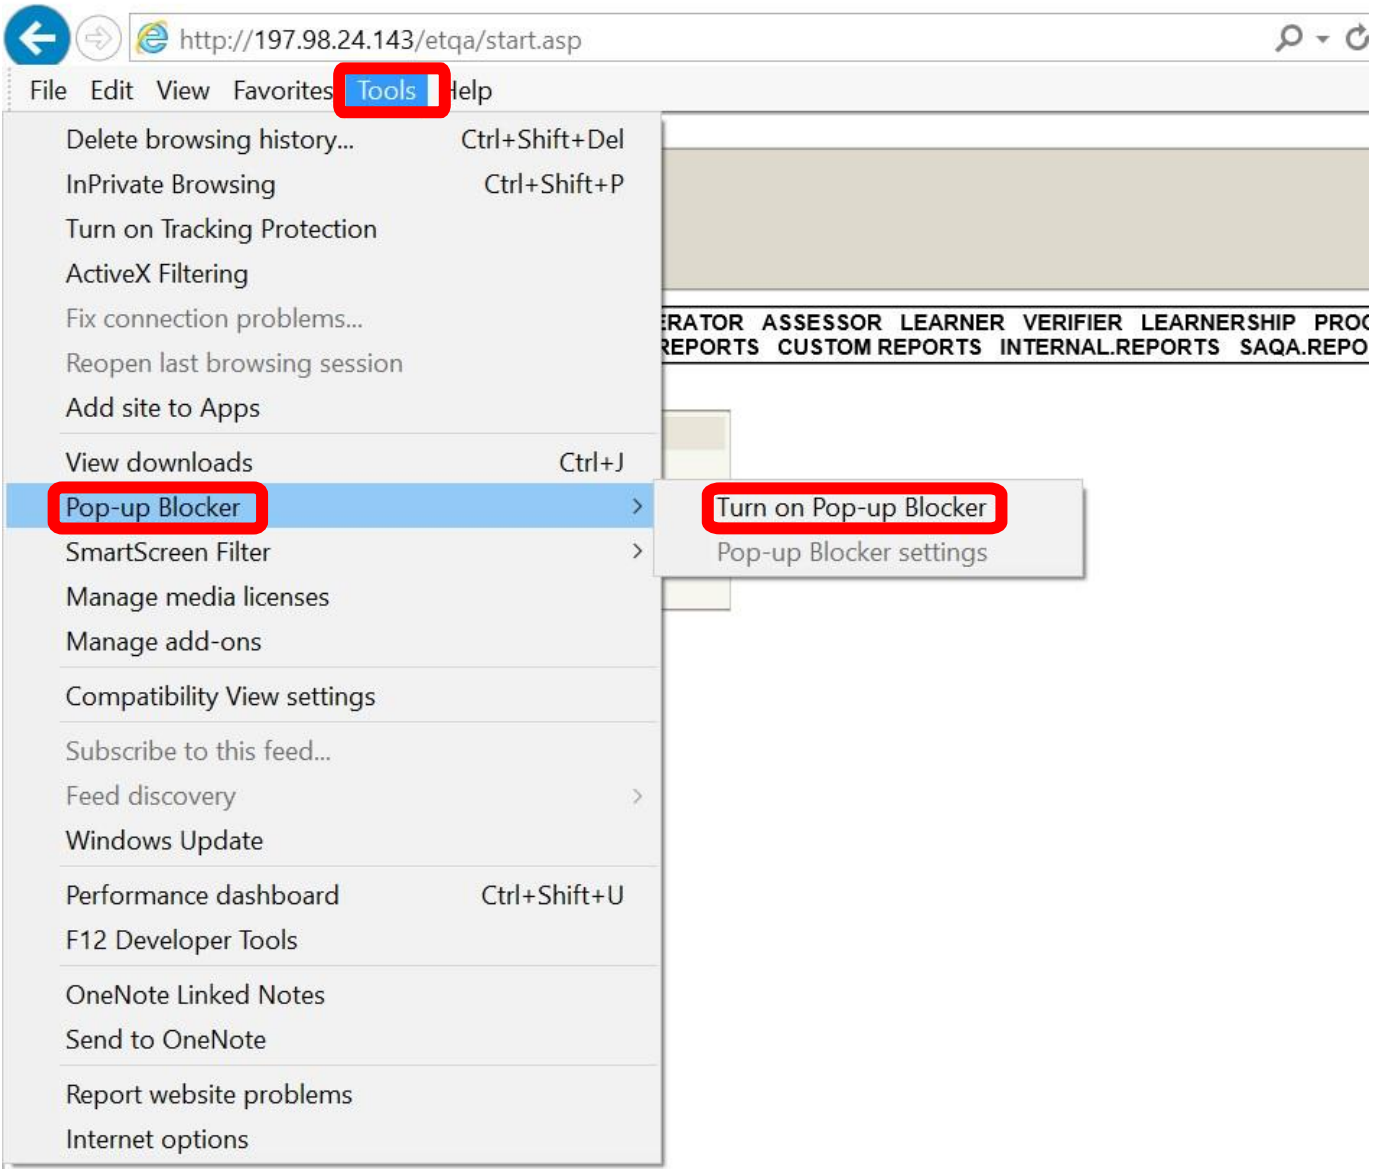 http://197.98.24.143/etqa/start.asp
File Edit View Favorites Tools Help
Delete browsing history... Ctrl+Shift+Del
InPrivate Browsing Ctrl+Shift+P
Turn on Tracking Protection
ActiveX Filtering
Fix connection problems...
Reopen last browsing session
Add site to Apps
View downloads Ctrl+J
Pop-up Blocker
SmartScreen Filter
Manage media licenses
Manage add-ons
Compatibility View settings
Subscribe to this feed...
Feed discovery
Windows Update
Performance dashboard Ctrl+Shift+U
F12 Developer Tools
OneNote Linked Notes
Send to OneNote
Report website problems
Internet options
Turn on Pop-up Blocker
Pop-up Blocker settings
ERATOR ASSESSOR LEARNER VERIFIER LEARNERSHIP PROC
REPORTS CUSTOM REPORTS INTERNAL.REPORTS SAQA.REPO